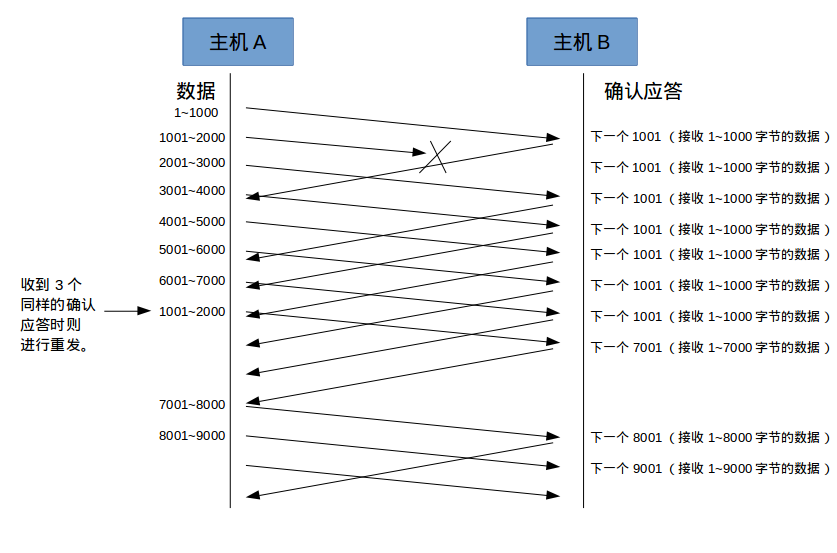 主机 A
主机 B
数据
确认应答
1~1000
1001~2000
2001~3000
3001~4000
4001~5000
5001~6000
6001~7000
1001~2000
7001~8000
8001~9000
收到 3 个
同样的确认
应答时则
进行重发。
下一个 1001 （接收 1~1000 字节的数据）
下一个 1001 （接收 1~1000 字节的数据）
下一个 1001 （接收 1~1000 字节的数据）
下一个 1001 （接收 1~1000 字节的数据）
下一个 1001 （接收 1~1000 字节的数据）
下一个 1001 （接收 1~1000 字节的数据）
下一个 1001 （接收 1~1000 字节的数据）
下一个 7001 （接收 1~7000 字节的数据）
下一个 8001 （接收 1~8000 字节的数据）
下一个 9001 （接收 1~9000 字节的数据）